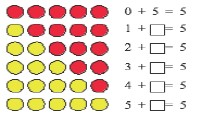 0 + 5 = 5
1 + □ = 5
2 + □ = 5
3 + □ = 5
4 + □ = 5
5 + □ = 5